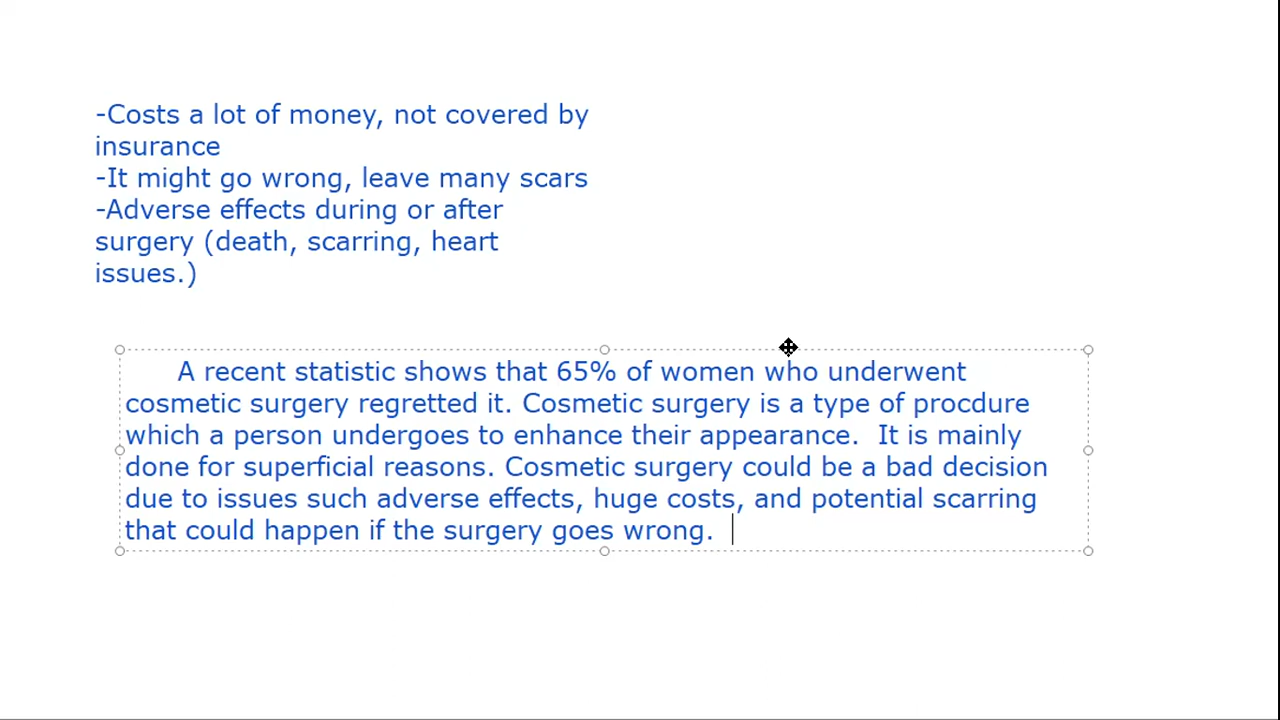 -Costs a lot of money, not covered by
insurance
-It might go wrong, leave many scars
-Adverse effects during or after
surgery (death, scarring, heart
issues.)
A recent statistic shows that 65% of women who underwent
cosmetic surgery regretted it. Cosmetic surgery is a type of procdure
which a person undergoes to enhance their appearance.  It is mainly
done for superficial reasons. Cosmetic surgery could be a bad decision
due to issues such adverse effects, huge costs, and potential scarring
that could happen if the surgery goes wrong.